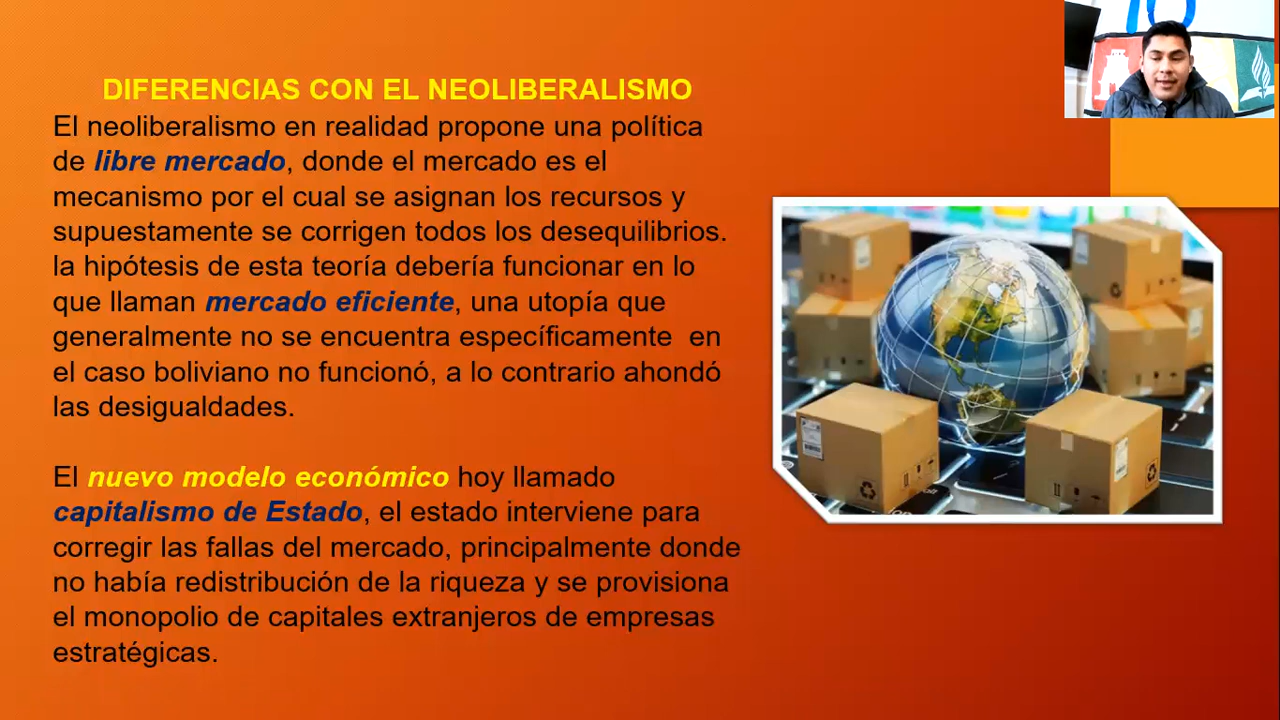 DIFERENCIAS CON EL NEOLIBERALISMO
El neoliberalismo en realidad propone una política
de libre mercado, donde el mercado es el
mecanismo por el cual se asignan los recursos y
supuestamente se corrigen todos los desequilibrios.
la hipótesis de esta teoría debería funcionar en lo
que llaman mercado eficiente, una utopía que
generalmente no se encuentra específicamente  en
el caso boliviano no funcionó, a lo contrario ahondó
las desigualdades.
El nuevo modelo económico hoy llamado
capitalismo de Estado, el estado interviene para
corregir las fallas del mercado, principalmente donde
no había redistribución de la riqueza y se provisiona
el monopolio de capitales extranjeros de empresas
estratégicas.